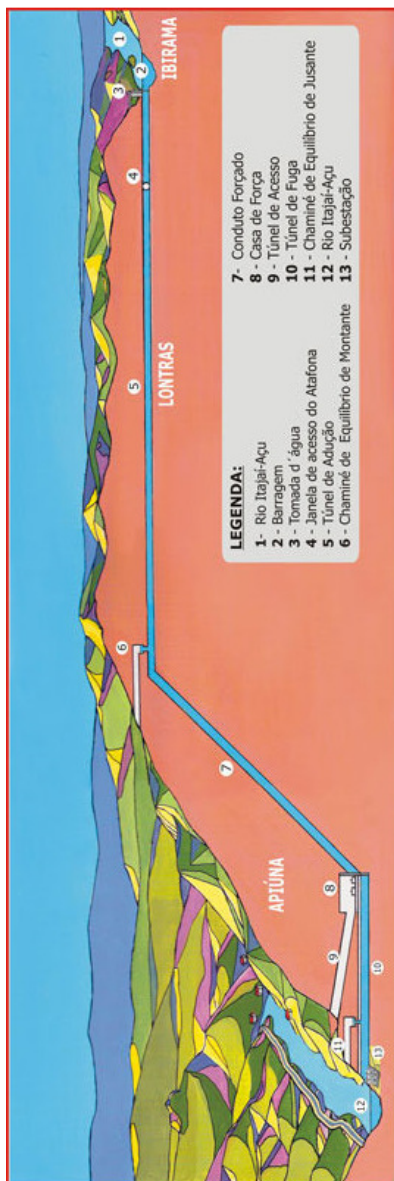 1
2
3
IBIRAMA
4
5
LONTRAS
6
7
APIÚNA
8
9
10
11
12
13
LEGENDA:
1- Rio Itajaí-Açu
2 - Barragem
3 - Tomada d´água
4 - Janela de acesso do Atafona
5 - Túnel de Adução
6 - Chaminé de Equilíbrio de Montante
7- Conduto Forçado
8 - Casa de Força
9 - Túnel de Acesso
10 - Túnel de Fuga
11 - Chaminé de Equilíbrio de Jusante
12 - Rio Itajaí-Açu
13 - Subestação